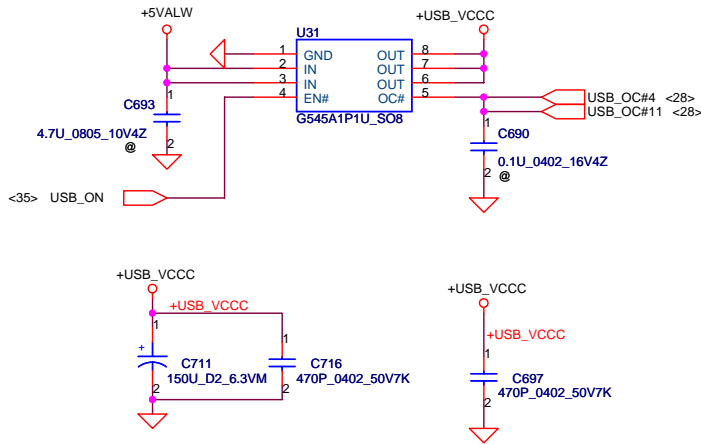 +5VALW
+USB_VCCC
U31
1 GND OUT 8
2 IN OUT 7
3 IN OUT 6
4 EN# OC# 5
G545A1P1U_SO8
USB_OC#4 <28>
USB_OC#11 <28>
1
C693
4.7U_0805_10V4Z
2
@
1
C690
0.1U_0402_16V4Z
2
@
<35> USB_ON
+USB_VCCC
+USB_VCCC
1
+
C711
150U_D2_6.3VM
2
1
C716
470P_0402_50V7K
2
+USB_VCCC
+USB_VCCC
1
C697
470P_0402_50V7K
2